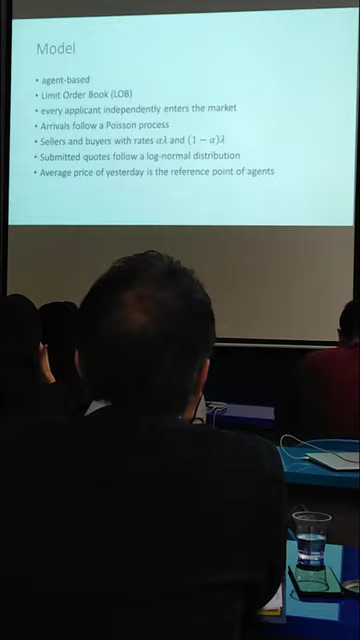 Model
• agent-based
• Limit Order Book (LOB)
• every applicant independently enters the market
• Arrivals follow a Poisson process
• Sellers and buyers with rates αλ and (1 − α)λ
• Submitted quotes follow a log-normal distribution
• Average price of yesterday is the reference point of agents